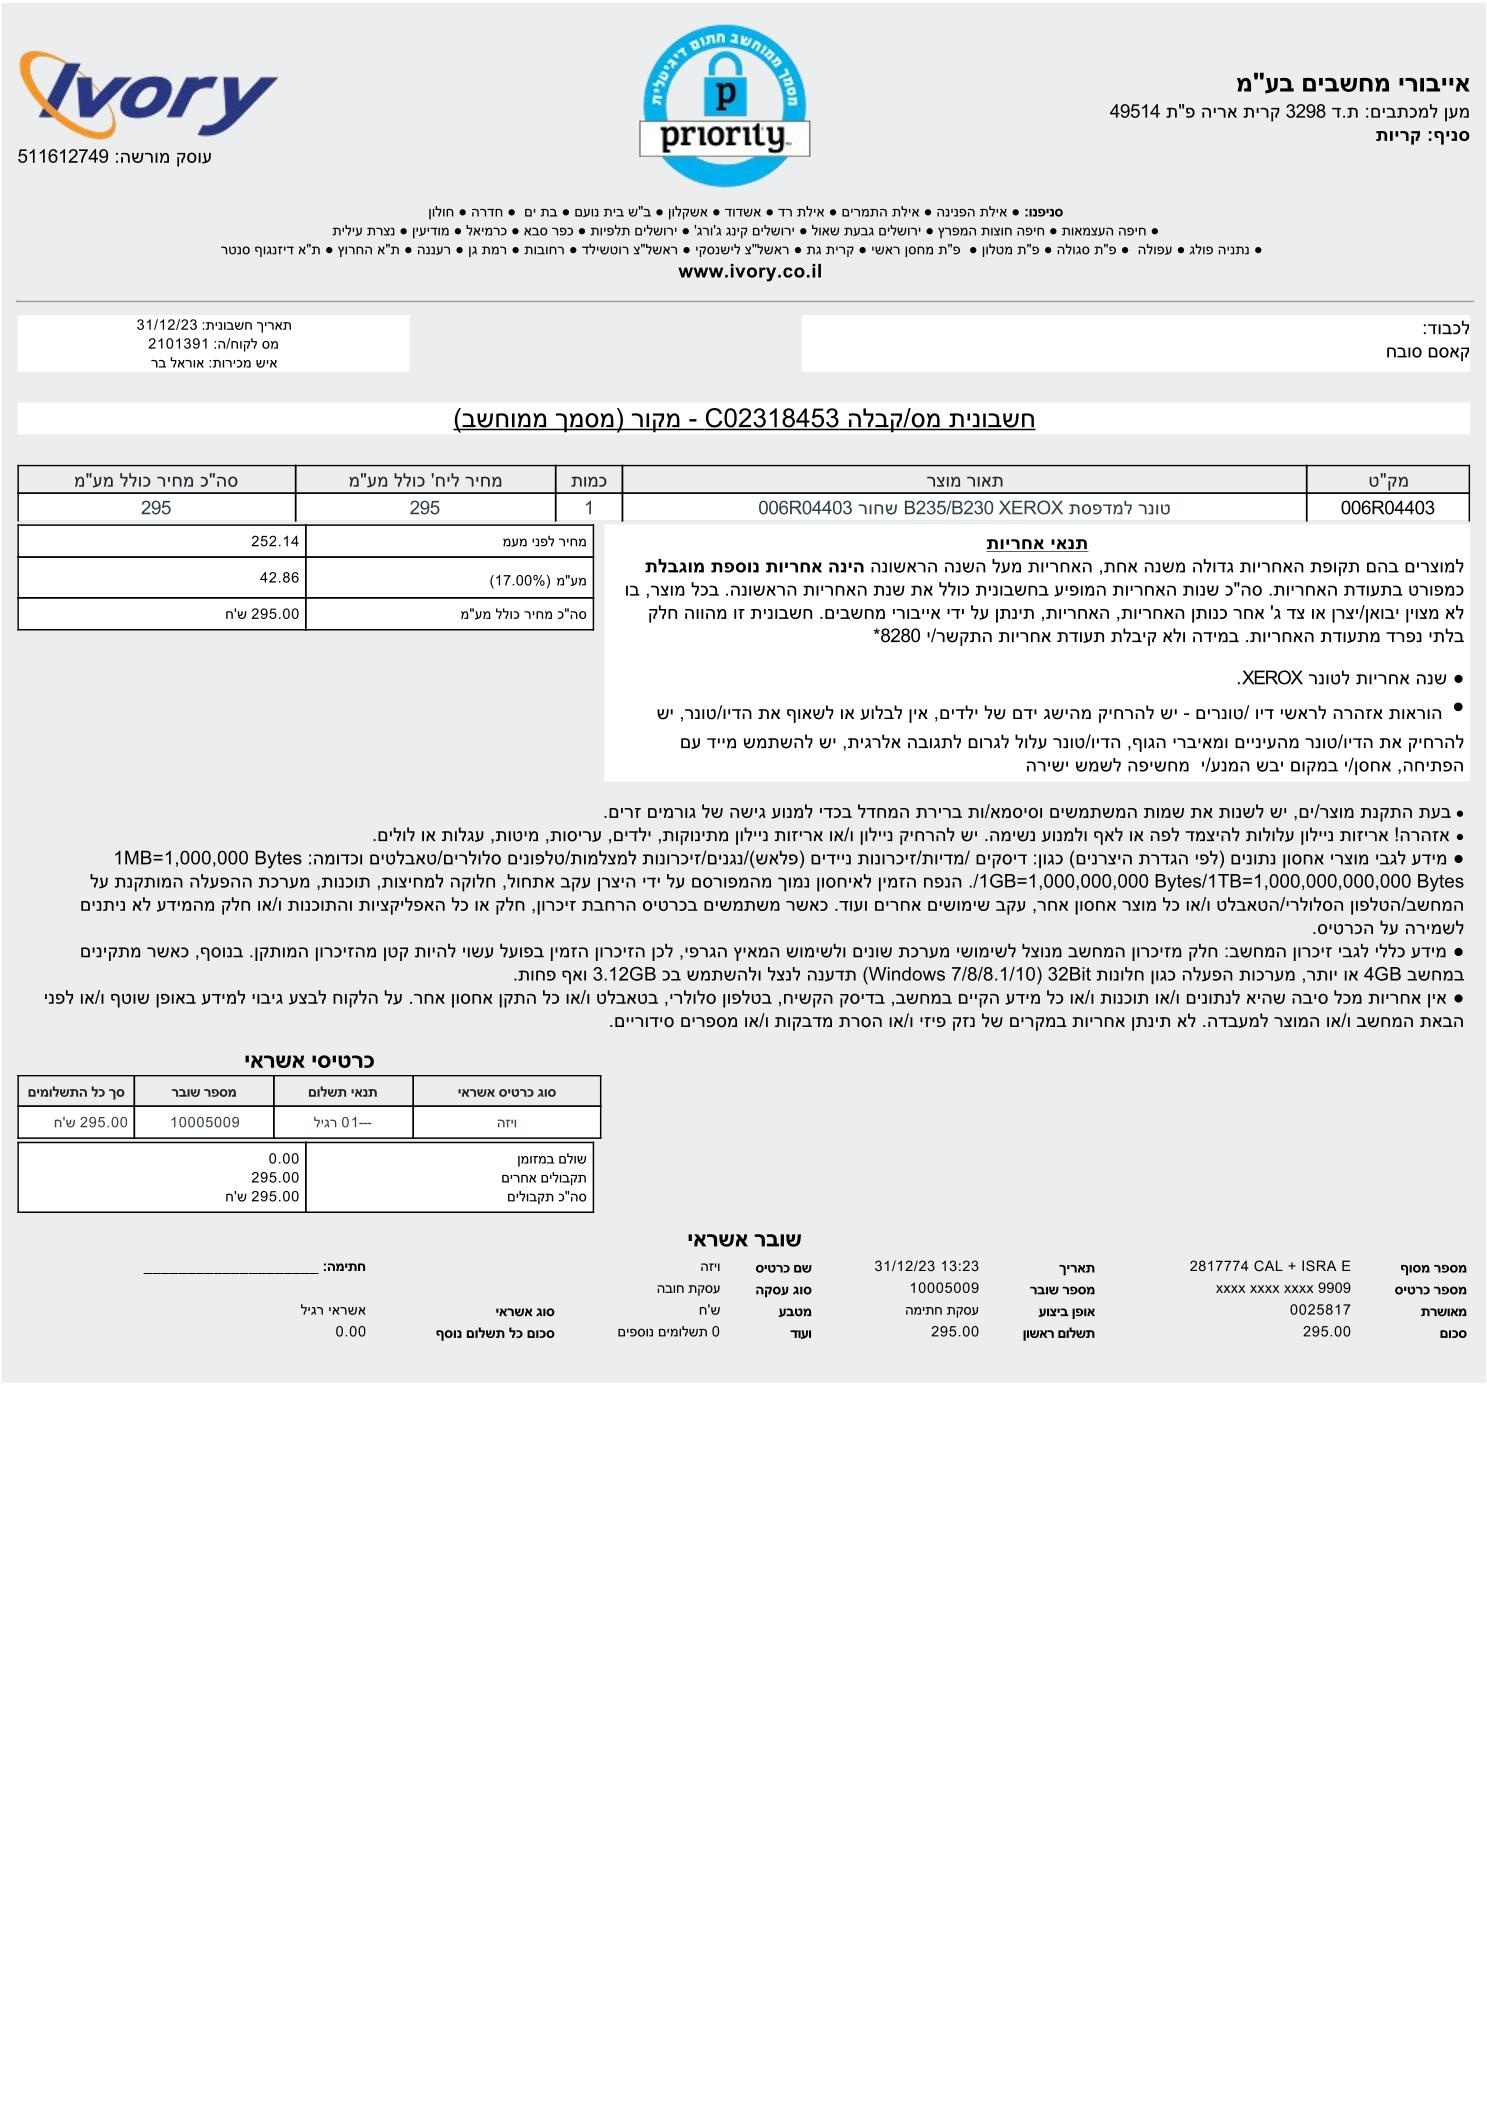 Ivory
עוסק מורשה: 511612749
מסמך ממוחשב חתום דיגיטלית
p
priority
אייבורי מחשבים בע"מ
מען למכתבים: ת.ד 3298 קרית אריה פ"ת 49514
סניף: קריות
סניפנו: ● אילת הפנינה ● אילת התמרים ● אילת רד ● אשדוד ● אשקלון ● ב"ש בית נועם ● בת ים ● חדרה ● חולון
● חיפה העצמאות ● חיפה חוצות המפרץ ● ירושלים גבעת שאול ● ירושלים קינג ג'ורג' ● ירושלים תלפיות ● כפר סבא ● כרמיאל ● מודיעין ● נצרת עילית
● נתניה פולג ● עפולה ● פ"ת סגולה ● פ"ת מטלון ● פ"ת מחסן ראשי ● קרית גת ● ראשל"צ לישנסקי ● ראשל"צ רוטשילד ● רחובות ● רמת גן ● רעננה ● ת"א החרוץ ● ת"א דיזנגוף סנטר
www.ivory.co.il
לכבוד:
קאסם סובח
תאריך חשבונית: 31/12/23
מס לקוח/ה: 2101391
איש מכירות: אוראל בר
חשבונית מס/קבלה C02318453 - מקור (מסמך ממוחשב)
מק"ט תאור מוצר כמות מחיר ליח' כולל מע"מ סה"כ מחיר כולל מע"מ
006R04403 טונר למדפסת B235/B230 XEROX שחור 006R04403 1 295 295
מחיר לפני מעמ 252.14
מע"מ (17.00%) 42.86
סה"כ מחיר כולל מע"מ 295.00 ש'ח
תנאי אחריות
למוצרים בהם תקופת האחריות גדולה משנה אחת, האחריות מעל השנה הראשונה הינה אחריות נוספת מוגבלת
כמפורט בתעודת האחריות. סה"כ שנות האחריות המופיע בחשבונית כולל את שנת האחריות הראשונה. בכל מוצר, בו
לא מצוין יבואן/יצרן או צד ג' אחר כנותן האחריות, האחריות, תינתן על ידי אייבורי מחשבים. חשבונית זו מהווה חלק
בלתי נפרד מתעודת האחריות. במידה ולא קיבלת תעודת אחריות התקשר/י 8280*
● שנה אחריות לטונר XEROX.
● הוראות אזהרה לראשי דיו /טונרים - יש להרחיק מהישג ידם של ילדים, אין לבלוע או לשאוף את הדיו/טונר, יש
להרחיק את הדיו/טונר מהעיניים ומאיברי הגוף, הדיו/טונר עלול לגרום לתגובה אלרגית, יש להשתמש מייד עם
הפתיחה, אחסן/י במקום יבש המנע/י מחשיפה לשמש ישירה
● בעת התקנת מוצר/ים, יש לשנות את שמות המשתמשים וסיסמא/ות ברירת המחדל בכדי למנוע גישה של גורמים זרים.
● אזהרה! אריזות ניילון עלולות להיצמד לפה או לאף ולמנוע נשימה. יש להרחיק ניילון ו/או אריזות ניילון מתינוקות, ילדים, עריסות, מיטות, עגלות או לולים.
● מידע לגבי מוצרי אחסון נתונים (לפי הגדרת היצרנים) כגון: דיסקים /מדיות/זיכרונות ניידים (פלאש)/נגנים/זיכרונות למצלמות/טלפונים סלולרים/טאבלטים וכדומה: 1MB=1,000,000 Bytes
/1GB=1,000,000,000 Bytes/1TB=1,000,000,000,000 Bytes. הנפח הזמין לאיחסון נמוך מהמפורסם על ידי היצרן עקב אתחול, חלוקה למחיצות, תוכנות, מערכת ההפעלה המותקנת על
המחשב/הטלפון הסלולרי/הטאבלט ו/או כל מוצר אחסון אחר, עקב שימושים אחרים ועוד. כאשר משתמשים בכרטיס הרחבת זיכרון, חלק או כל האפליקציות והתוכנות ו/או חלק מהמידע לא ניתנים
לשמירה על הכרטיס.
● מידע כללי לגבי זיכרון המחשב: חלק מזיכרון המחשב מנוצל לשימושי מערכת שונים ולשימוש המאיץ הגרפי, לכן הזיכרון הזמין בפועל עשוי להיות קטן מהזיכרון המותקן. בנוסף, כאשר מתקינים
במחשב 4GB או יותר, מערכות הפעלה כגון חלונות 32Bit (Windows 7/8/8.1/10) תדענה לנצל ולהשתמש בכ 3.12GB ואף פחות.
● אין אחריות מכל סיבה שהיא לנתונים ו/או תוכנות ו/או כל מידע הקיים במחשב, בדיסק הקשיח, בטלפון סלולרי, בטאבלט ו/או כל התקן אחסון אחר. על הלקוח לבצע גיבוי למידע באופן שוטף ו/או לפני
הבאת המחשב ו/או המוצר למעבדה. לא תינתן אחריות במקרים של נזק פיזי ו/או הסרת מדבקות ו/או מספרים סידוריים.
כרטיסי אשראי
סוג כרטיס אשראי תנאי תשלום מספר שובר סך כל התשלומים
ויזה 01--- רגיל 10005009 295.00 ש'ח
שולם במזומן 0.00
תקבולים אחרים 295.00
סה"כ תקבולים 295.00 ש'ח
שובר אשראי
מספר מסוף 2817774 CAL + ISRA E תאריך 31/12/23 13:23 שם כרטיס ויזה חתימה: ____________________
מספר כרטיס xxxx xxxx xxxx 9909 מספר שובר 10005009 סוג עסקה עסקת חובה
מאושרת 0025817 אופן ביצוע עסקת חתימה מטבע ש'ח סוג אשראי אשראי רגיל
סכום 295.00 תשלום ראשון 295.00 ועוד 0 תשלומים נוספים סכום כל תשלום נוסף 0.00